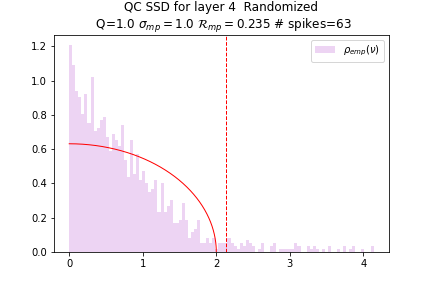 QC SSD for layer 4  Randomized
Q=1.0 σ_mp = 1.0 ℛ_mp = 0.235 # spikes=63
ρ_emp(ν)
1.2
1.0
0.8
0.6
0.4
0.2
0.0
0 1 2 3 4